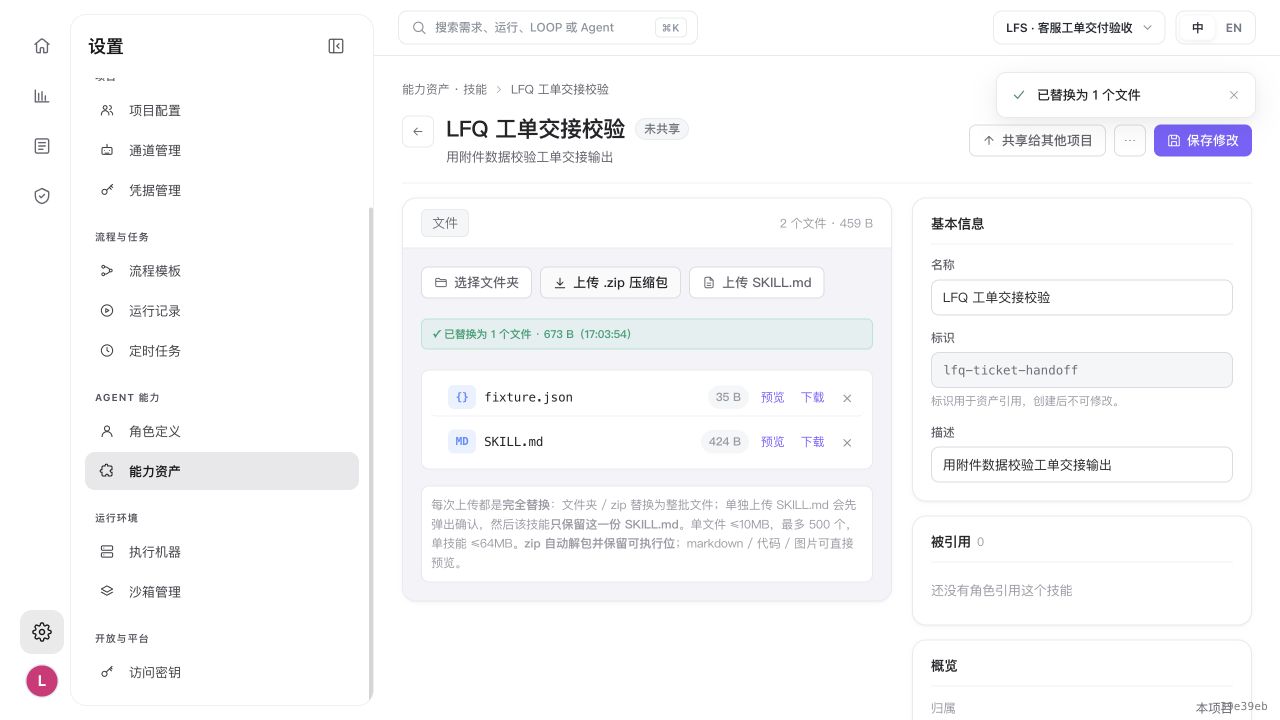 设置
项目
项目配置
通道管理
凭据管理
流程与任务
流程模板
运行记录
定时任务
AGENT 能力
角色定义
能力资产
运行环境
执行机器
沙箱管理
开放与平台
访问密钥
L
搜索需求、运行、LOOP 或 Agent
⌘K
LFS · 客服工单交付验收
中
EN
能力资产 · 技能 › LFQ 工单交接校验
✓ 已替换为 1 个文件 ×
← LFQ 工单交接校验 未共享
用附件数据校验工单交接输出
↑ 共享给其他项目
···
保存修改
文件
2 个文件 · 459 B
选择文件夹
上传 .zip 压缩包
上传 SKILL.md
✓ 已替换为 1 个文件 · 673 B（17:03:54）
{} fixture.json 35 B 预览 下载 ×
MD SKILL.md 424 B 预览 下载 ×
每次上传都是完全替换：文件夹 / zip 替换为整批文件；单独上传 SKILL.md 会先
弹出确认，然后该技能只保留这一份 SKILL.md。单文件 ≤10MB，最多 500 个，
单技能 ≤64MB。zip 自动解包并保留可执行位；markdown / 代码 / 图片可直接
预览。
基本信息
名称
LFQ 工单交接校验
标识
lfq-ticket-handoff
标识用于资产引用，创建后不可修改。
描述
用附件数据校验工单交接输出
被引用 0
还没有角色引用这个技能
概览
归属
本项目